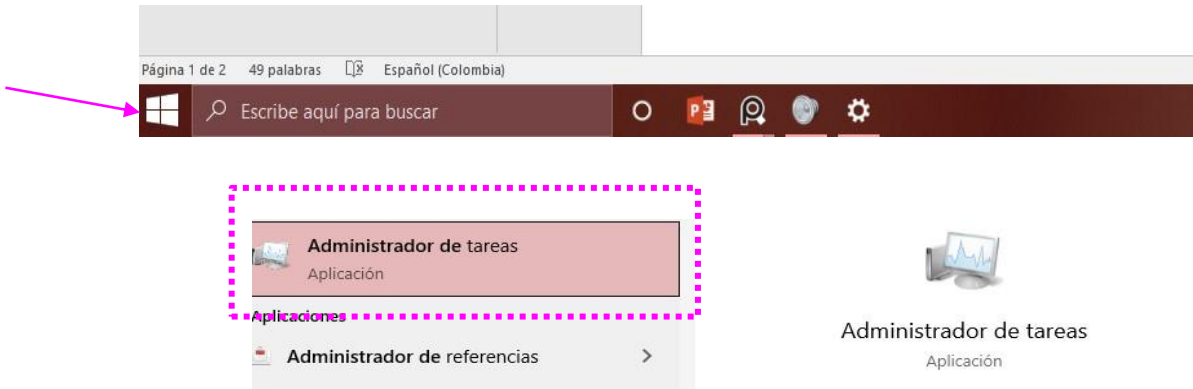 Página 1 de 2 49 palabras Español (Colombia)
Escribe aquí para buscar
Administrador de tareas
Aplicación
Aplicaciones
Administrador de referencias
Administrador de tareas
Aplicación